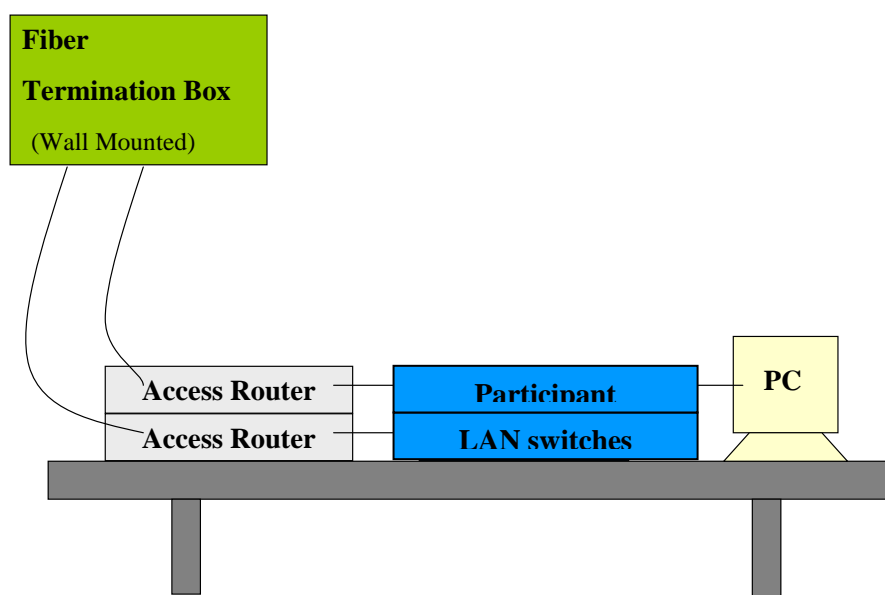 Fiber
Termination Box
(Wall Mounted)
Access Router
Participant
PC
Access Router
LAN switches